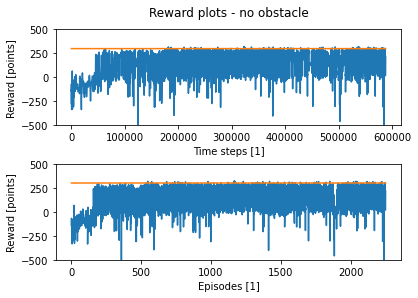 Reward plots - no obstacle
500
250
0
−250
−500
Reward [points]
0 100000 200000 300000 400000 500000 600000
Time steps [1]
500
250
0
−250
−500
Reward [points]
0 500 1000 1500 2000
Episodes [1]